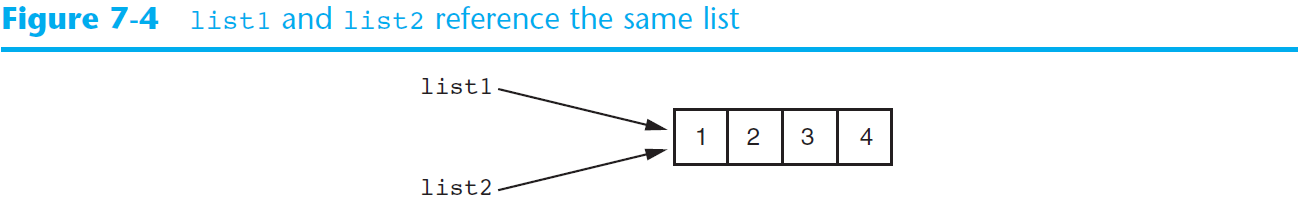 Figure 7-4 list1 and list2 reference the same list
list1
1 2 3 4
list2